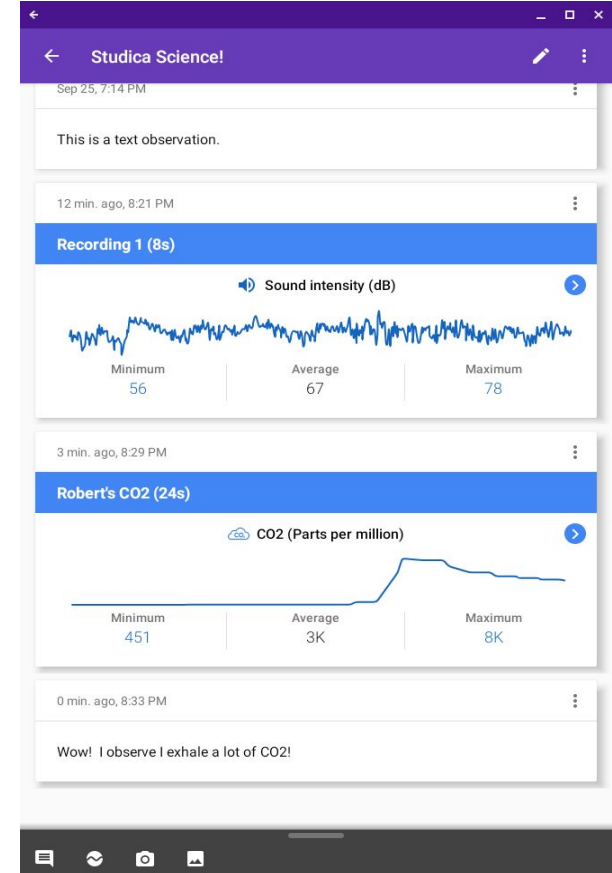 Studica Science!
Sep 25, 7:14 PM
This is a text observation.
12 min. ago, 8:21 PM
Recording 1 (8s)
Sound intensity (dB)
Minimum Average Maximum
56 67 78
3 min. ago, 8:29 PM
Robert's CO2 (24s)
CO2 (Parts per million)
Minimum Average Maximum
451 3K 8K
0 min. ago, 8:33 PM
Wow!  I observe I exhale a lot of CO2!